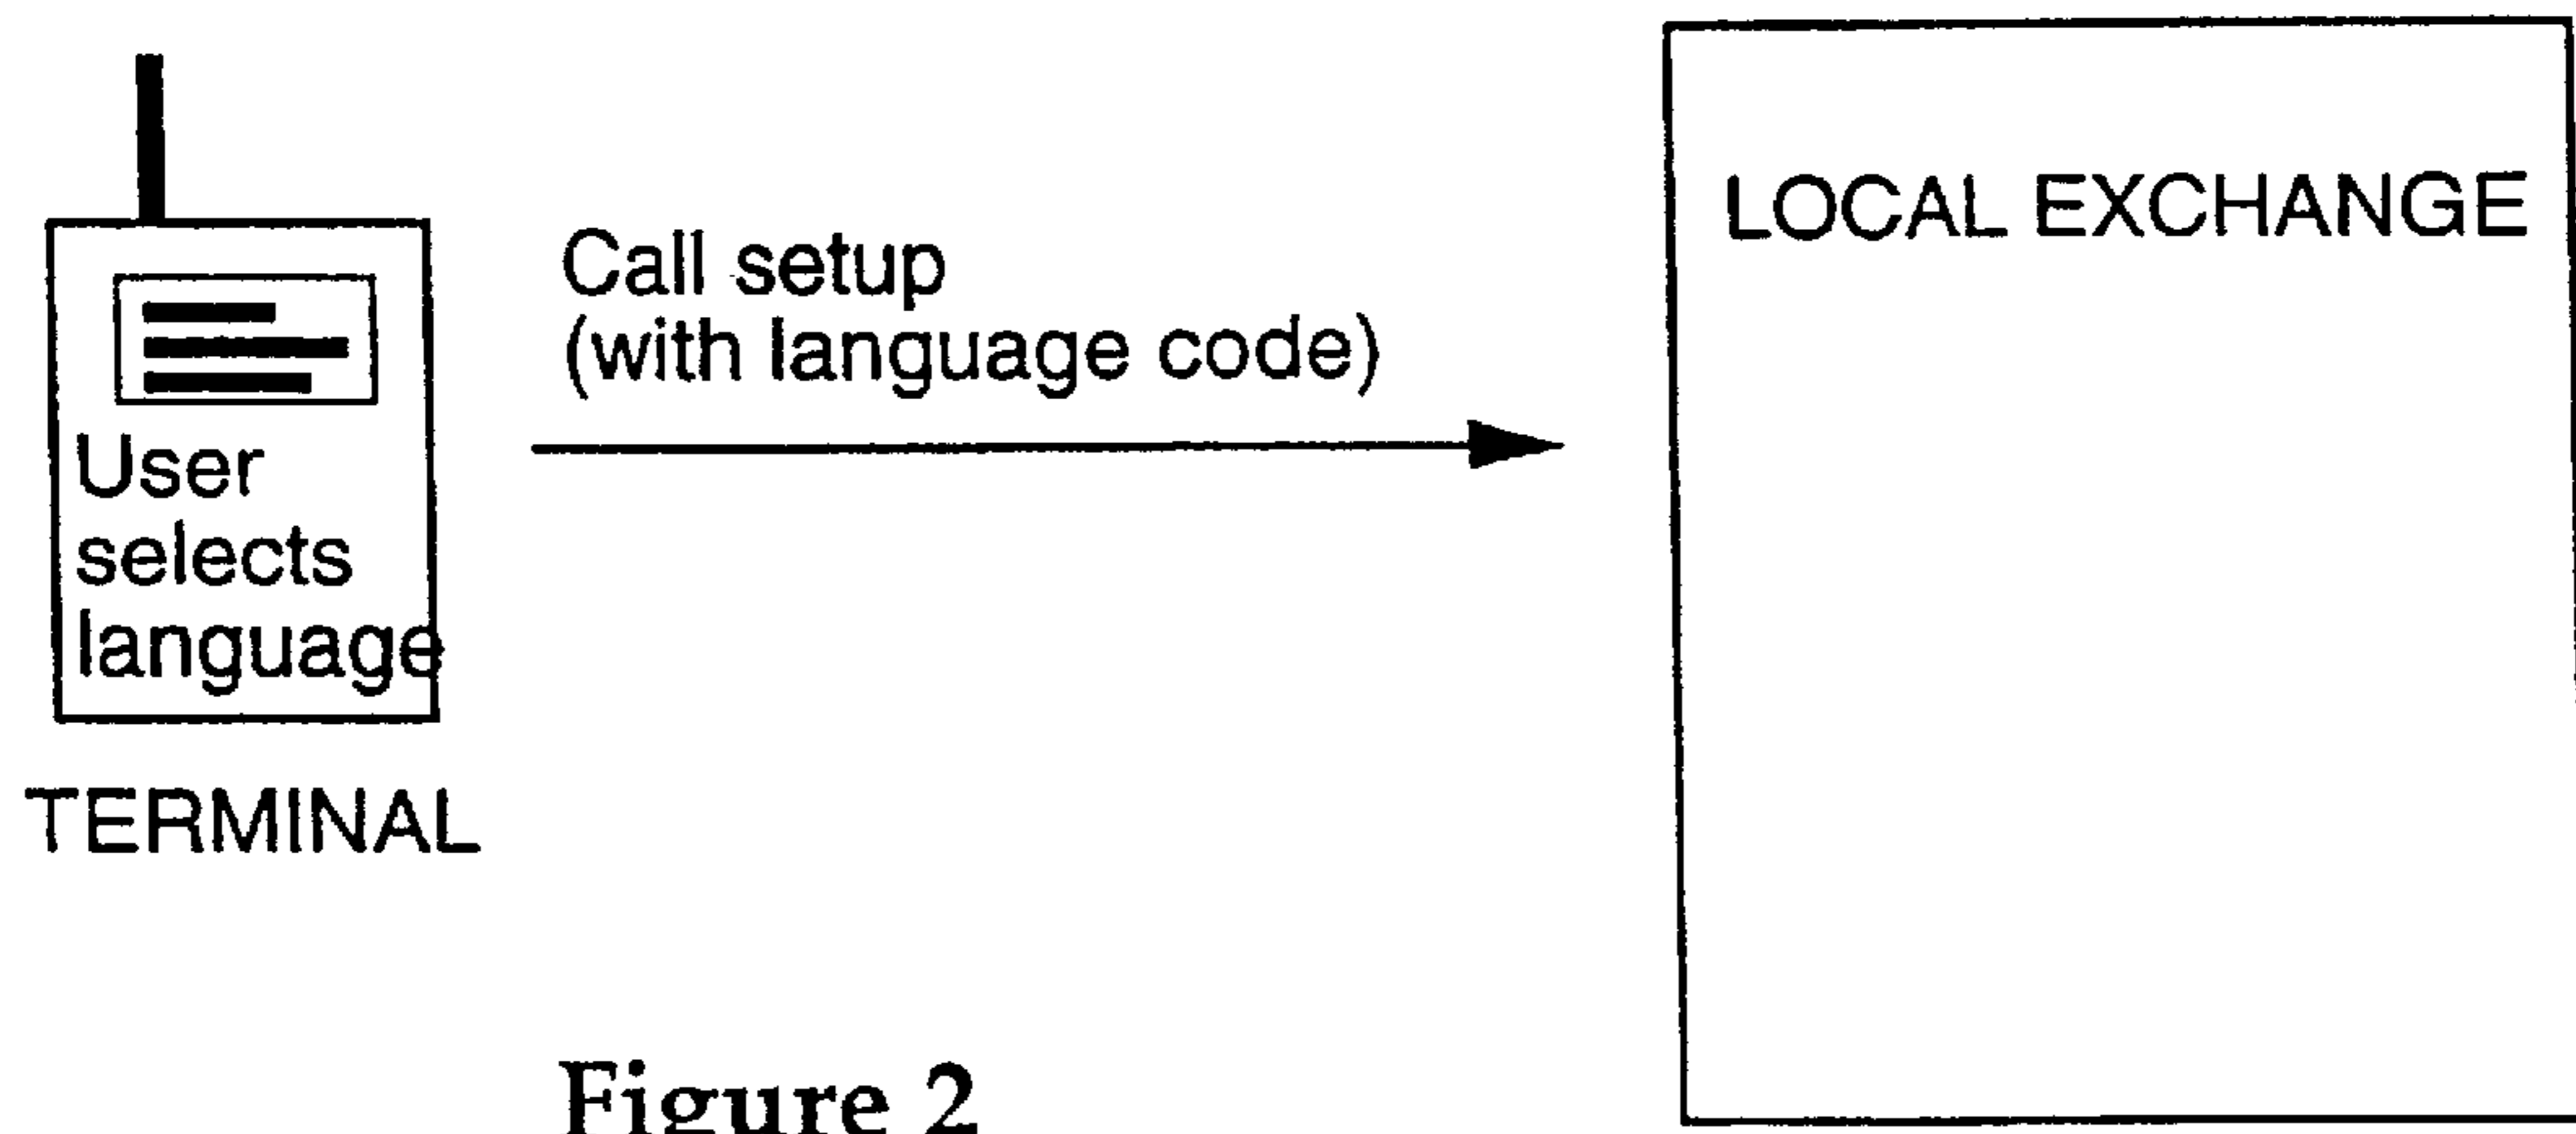 LOCAL EXCHANGE
Call setup
(with language code)
User
selects
language
TERMINAL
Figure 2